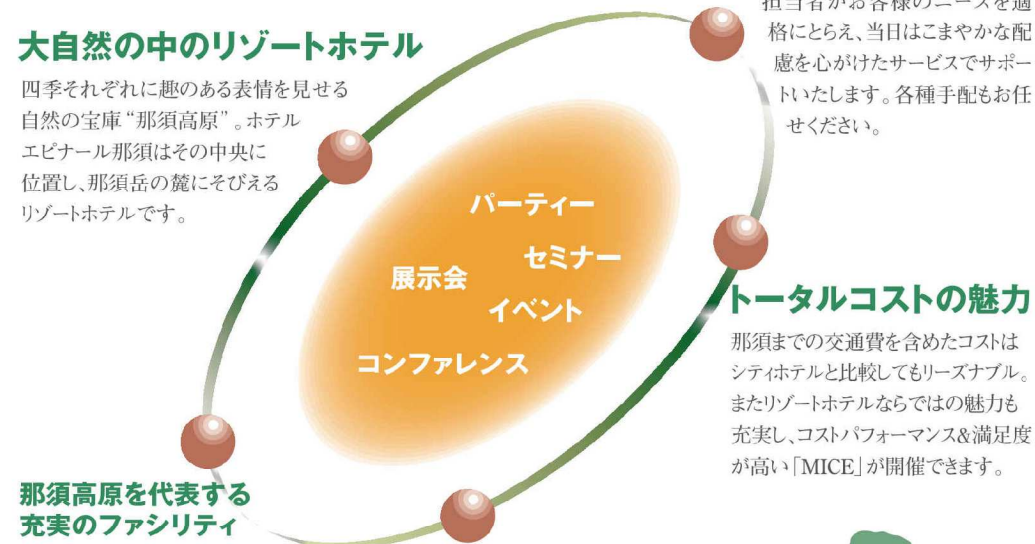 大自然の中のリゾートホテル
四季それぞれに趣のある表情を見せる
自然の宝庫“那須高原”。ホテル
エピナール那須はその中央に
位置し、那須岳の麓にそびえる
リゾートホテルです。
担当者がお客様のニーズを適
格にとらえ、当日はこまやかな配
慮を心がけたサービスでサポー
トいたします。各種手配もお任
せください。
パーティー
セミナー
展示会
イベント
コンファレンス
トータルコストの魅力
那須までの交通費を含めたコストは
シティホテルと比較してもリーズナブル。
またリゾートホテルならではの魅力も
充実し、コストパフォーマンス&満足度
が高い「MICE」が開催できます。
那須高原を代表する
充実のファシリティ